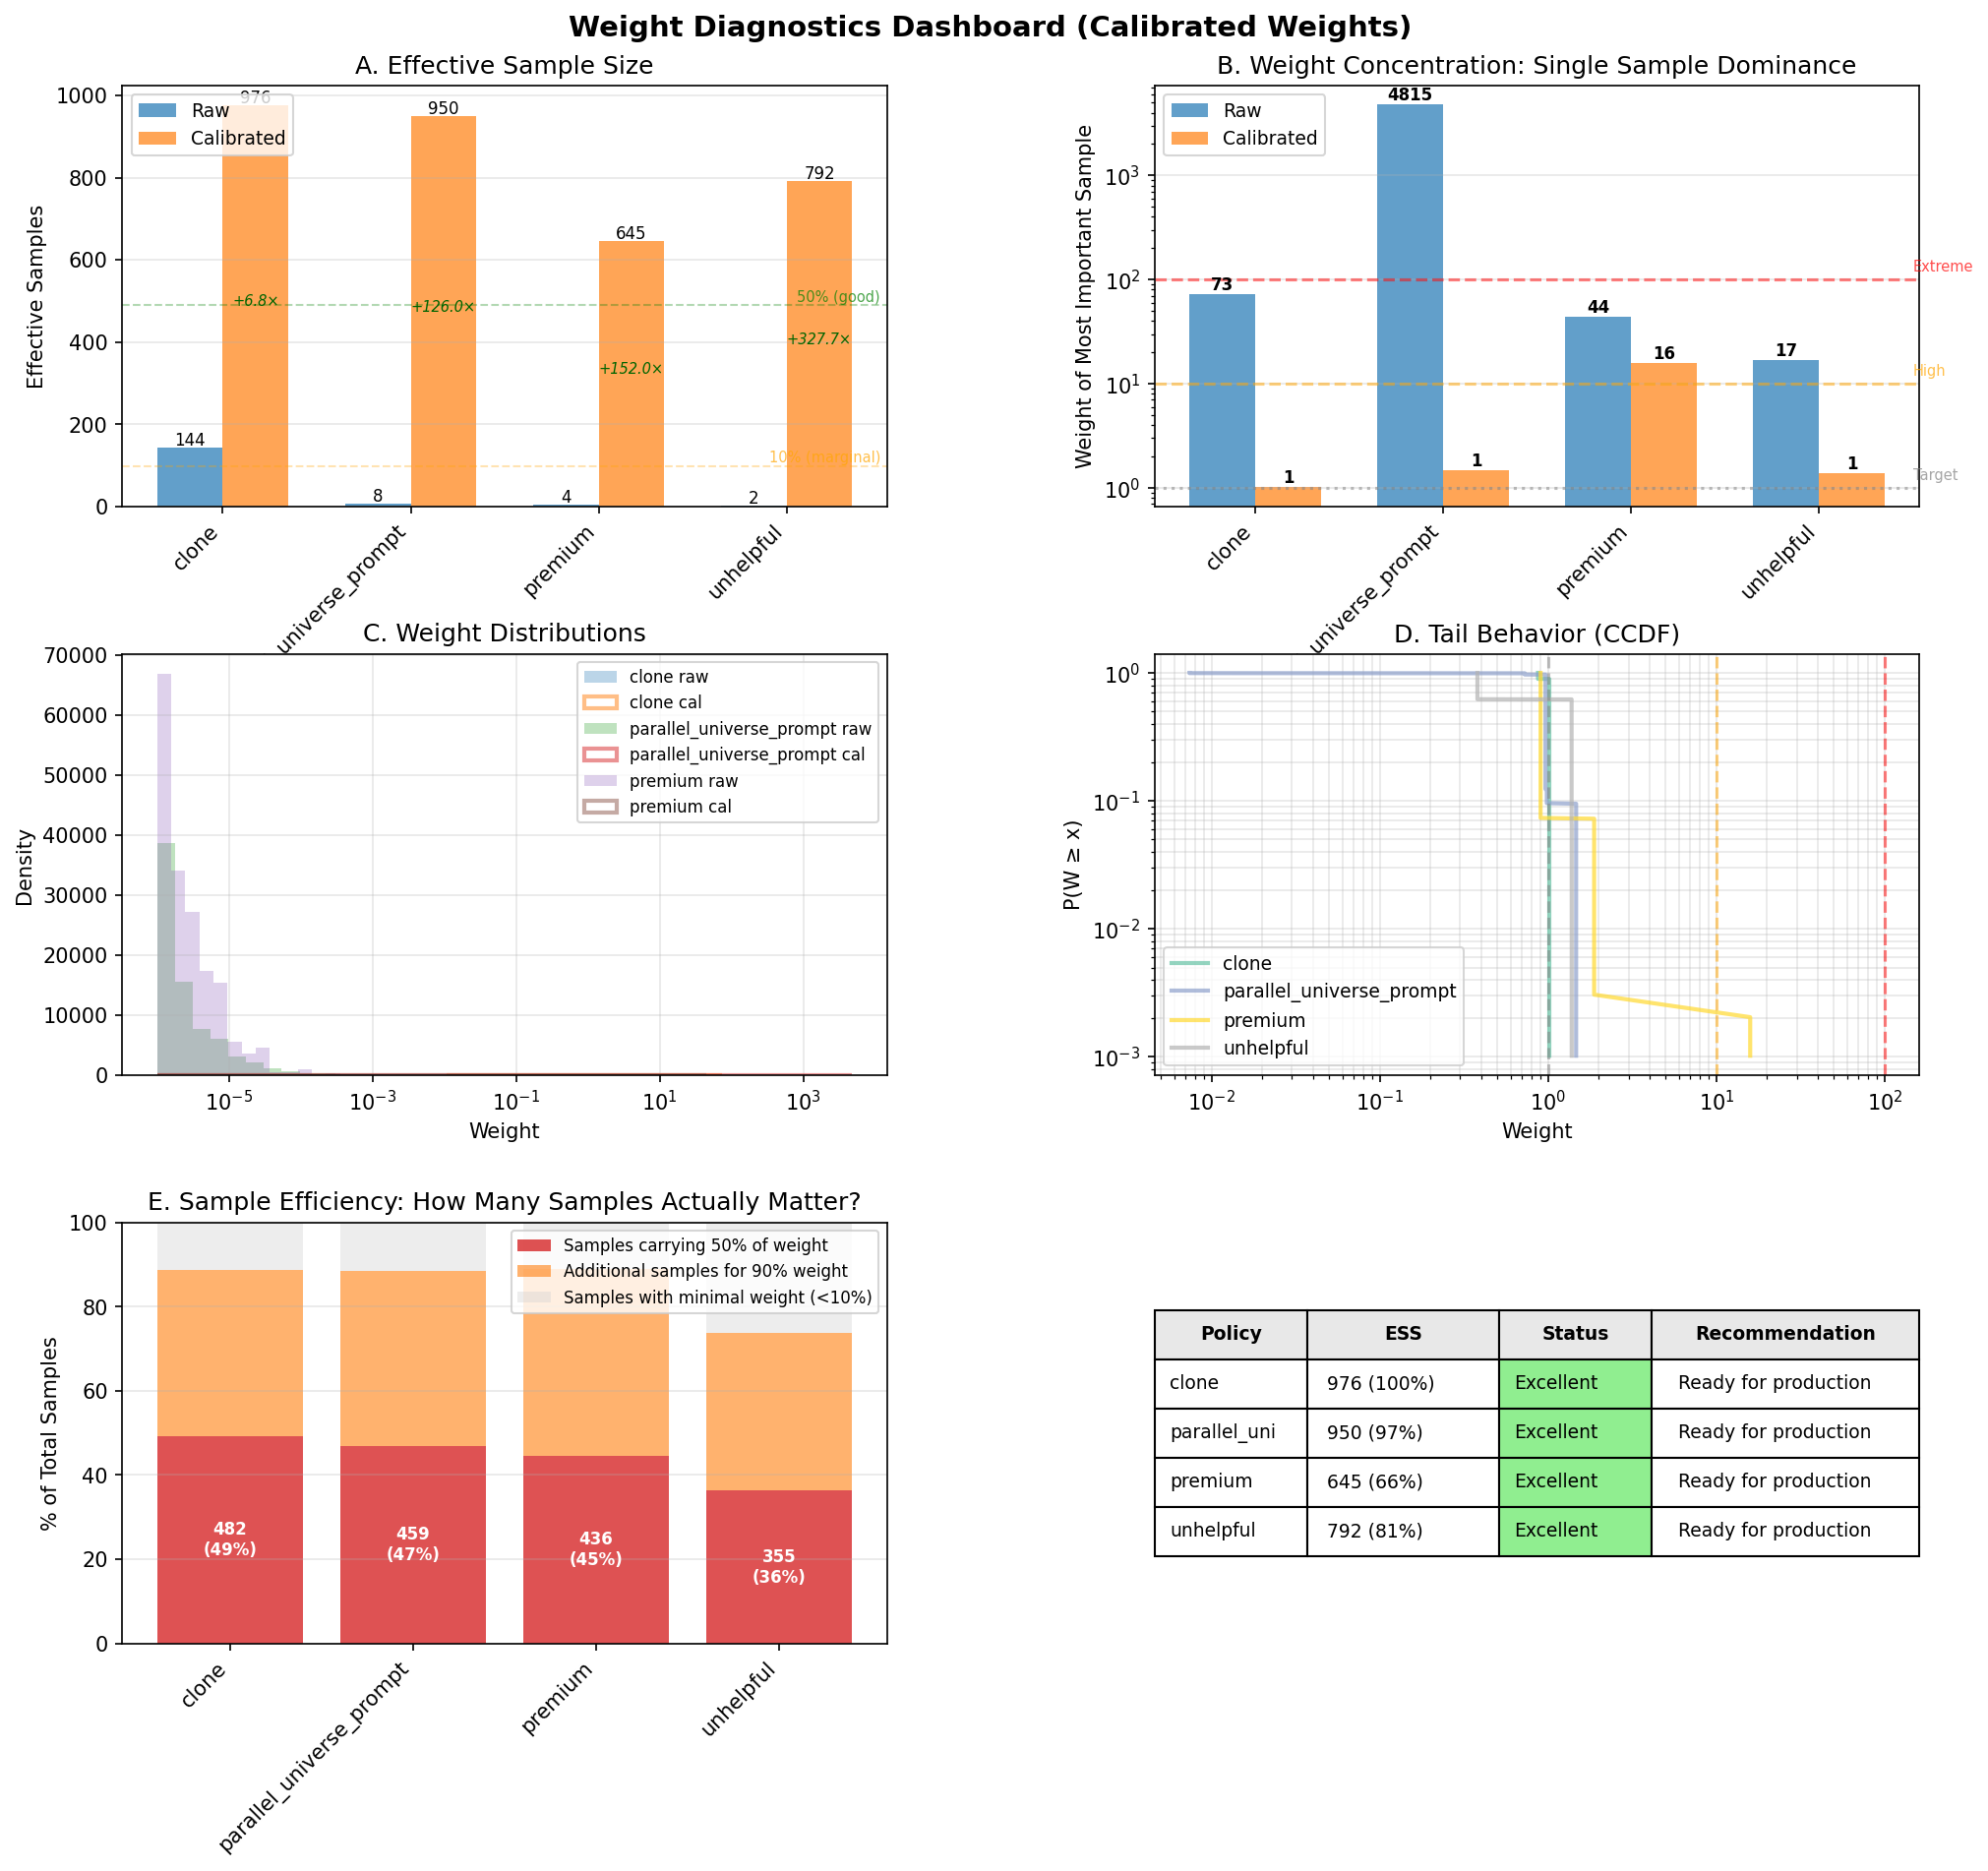 Weight Diagnostics Dashboard (Calibrated Weights)
A. Effective Sample Size
Effective Samples
1000
800
600
400
200
0
Raw
Calibrated
976
950
645
792
144
8
4
2
+6.8×
+126.0×
+152.0×
+327.7×
50% (good)
10% (marginal)
clone
universe_prompt
premium
unhelpful
B. Weight Concentration: Single Sample Dominance
Weight of Most Important Sample
10³
10²
10¹
10⁰
Raw
Calibrated
73
1
4815
1
44
16
17
1
Extreme
High
Target
clone
universe_prompt
premium
unhelpful
C. Weight Distributions
Density
70000
60000
50000
40000
30000
20000
10000
0
clone raw
clone cal
parallel_universe_prompt raw
parallel_universe_prompt cal
premium raw
premium cal
10⁻⁵
10⁻³
10⁻¹
10¹
10³
Weight
D. Tail Behavior (CCDF)
P(W ≥ x)
10⁰
10⁻¹
10⁻²
10⁻³
clone
parallel_universe_prompt
premium
unhelpful
10⁻²
10⁻¹
10⁰
10¹
10²
Weight
E. Sample Efficiency: How Many Samples Actually Matter?
% of Total Samples
100
80
60
40
20
0
Samples carrying 50% of weight
Additional samples for 90% weight
Samples with minimal weight (<10%)
482
(49%)
459
(47%)
436
(45%)
355
(36%)
clone
parallel_universe_prompt
premium
unhelpful
Policy ESS Status Recommendation
clone 976 (100%) Excellent Ready for production
parallel_uni 950 (97%) Excellent Ready for production
premium 645 (66%) Excellent Ready for production
unhelpful 792 (81%) Excellent Ready for production